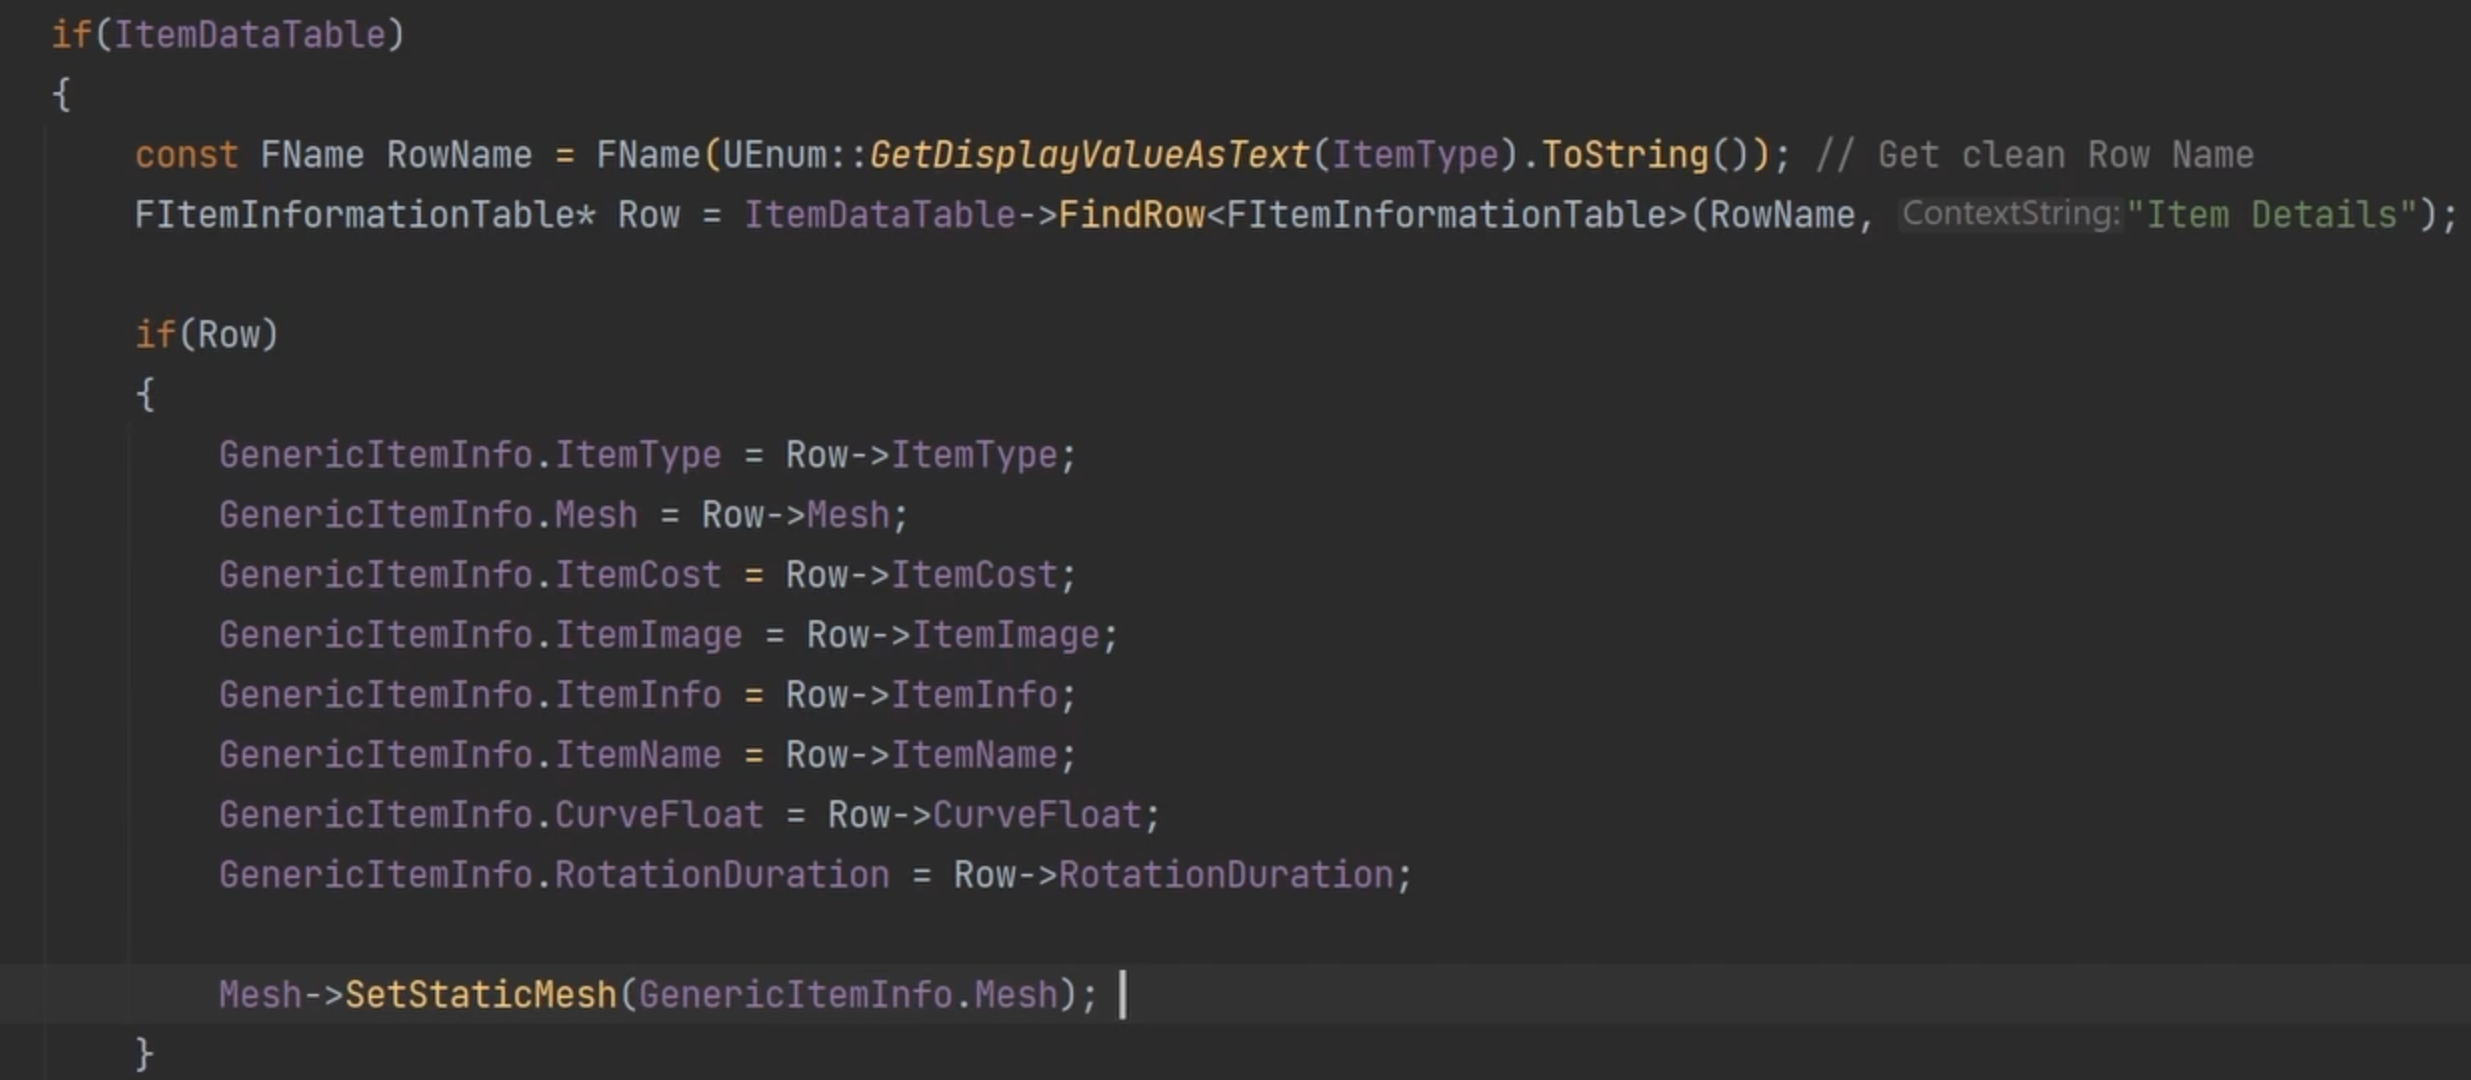 if(ItemDataTable)
{
const FName RowName = FName(UEnum::GetDisplayValueAsText(ItemType).ToString()); // Get clean Row Name
FItemInformationTable* Row = ItemDataTable->FindRow<FItemInformationTable>(RowName, ContextString:"Item Details");
if(Row)
{
GenericItemInfo.ItemType = Row->ItemType;
GenericItemInfo.Mesh = Row->Mesh;
GenericItemInfo.ItemCost = Row->ItemCost;
GenericItemInfo.ItemImage = Row->ItemImage;
GenericItemInfo.ItemInfo = Row->ItemInfo;
GenericItemInfo.ItemName = Row->ItemName;
GenericItemInfo.CurveFloat = Row->CurveFloat;
GenericItemInfo.RotationDuration = Row->RotationDuration;
Mesh->SetStaticMesh(GenericItemInfo.Mesh);
}